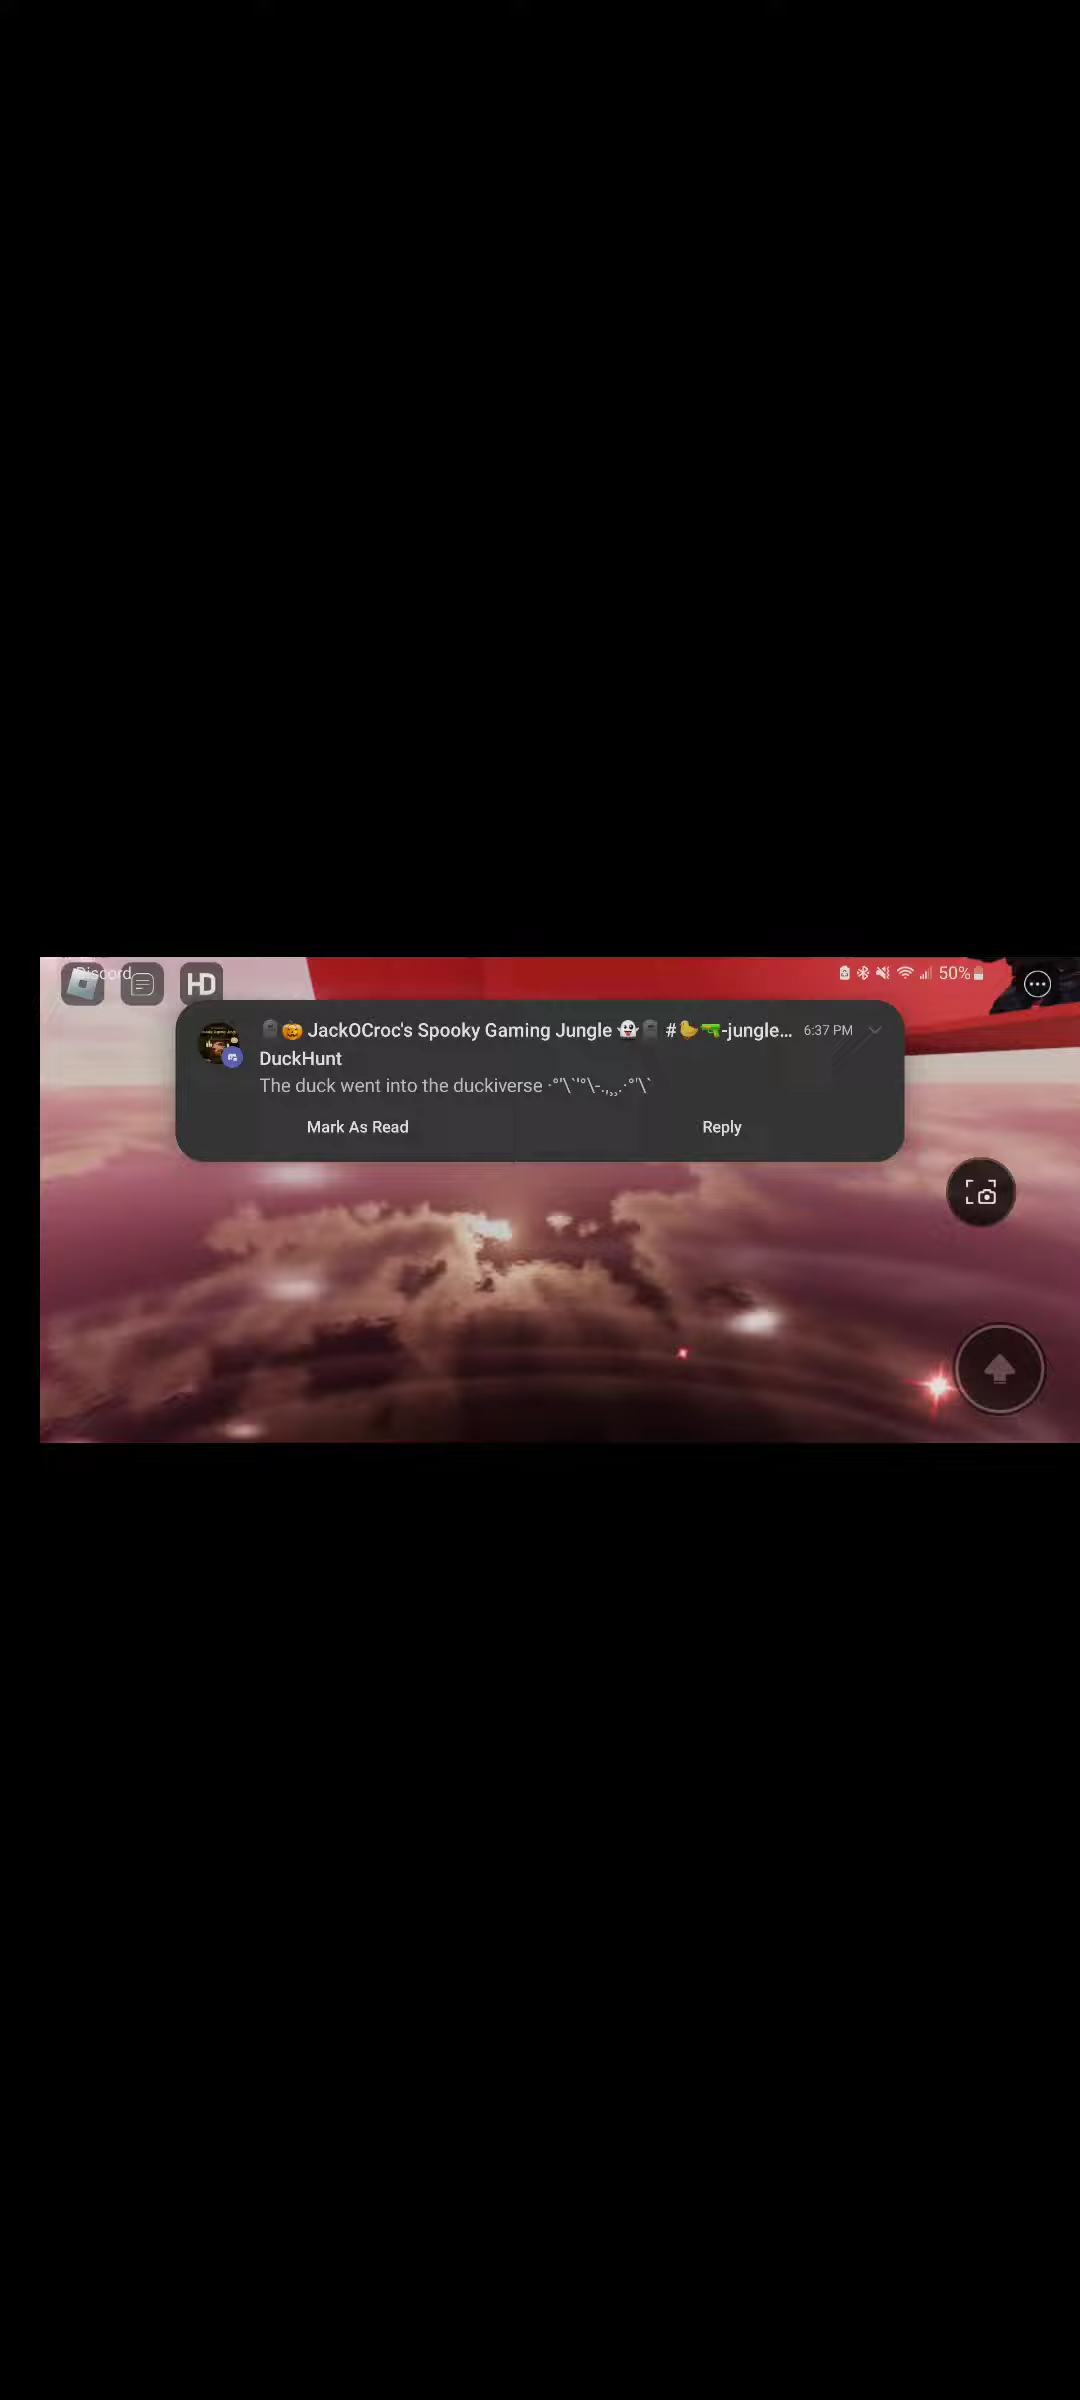 Discord
HD
50%
🪦🎃 JackOCroc's Spooky Gaming Jungle 👻🪦 #🦆🔫-jungle... 6:37 PM
DuckHunt
The duck went into the duckiverse ·°'\`'°\-.,¸¸.·°'\`
Mark As Read
Reply